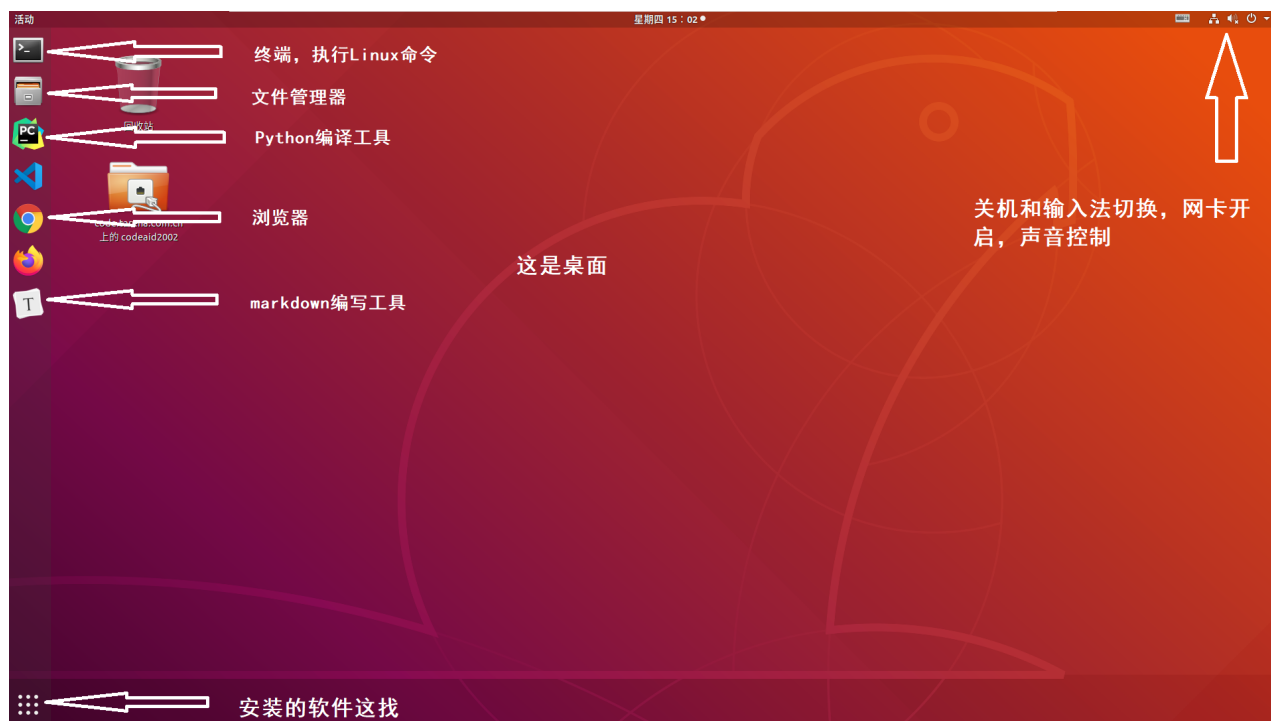 活动
星期四 15：02
终端，执行Linux命令
文件管理器
回收站
PC
Python编译工具
浏览器
上的 codeaid2002
T
markdown编写工具
这是桌面
关机和输入法切换，网卡开
启，声音控制
安装的软件这找